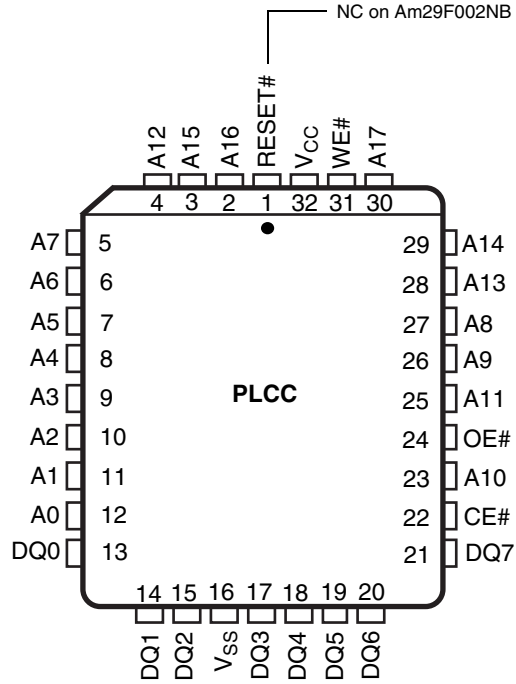 NC on Am29F002NB
A12 A15 A16 RESET# VCC WE# A17
4 3 2 1 32 31 30
A7 5 29 A14
A6 6 28 A13
A5 7 27 A8
A4 8 26 A9
A3 9 PLCC 25 A11
A2 10 24 OE#
A1 11 23 A10
A0 12 22 CE#
DQ0 13 21 DQ7
14 15 16 17 18 19 20
DQ1 DQ2 VSS DQ3 DQ4 DQ5 DQ6